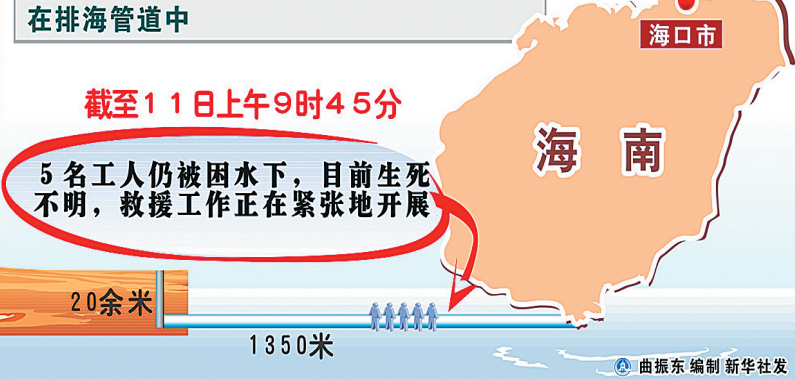 在排海管道中
海口市
截至11日上午9时45分
海 南
5名工人仍被困水下，目前生死
不明，救援工作正在紧张地开展
20余米
1350米
曲振东 编制 新华社发